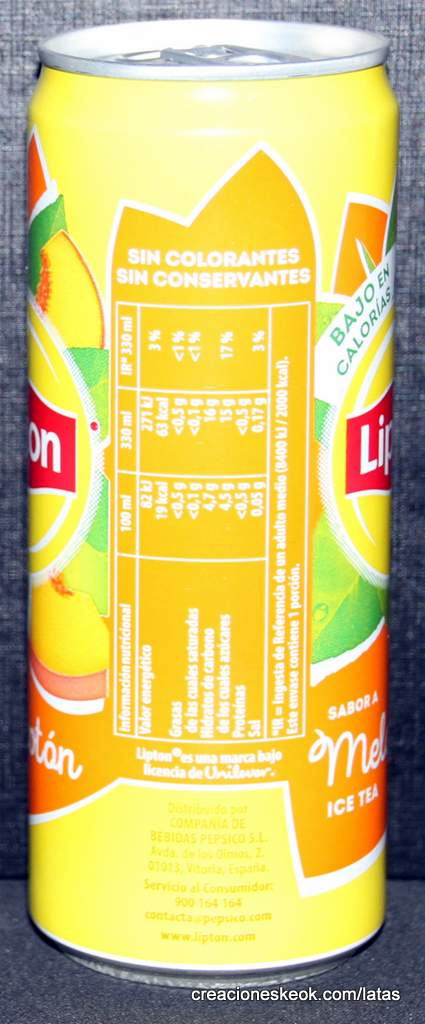 SIN COLORANTES
SIN CONSERVANTES
Información nutricional 100 ml 330 ml IR* 330 ml
Valor energético 82 kJ 271 kJ 3 %
19 kcal 63 kcal
Grasas <0,5 g <0,5 g <1 %
de las cuales saturadas <0,1 g <0,1 g <1 %
Hidratos de carbono 4,7 g 16 g
de los cuales azúcares 4,5 g 15 g 17 %
Proteínas <0,5 g <0,5 g
Sal 0,05 g 0,17 g 3 %
*IR = Ingesta de Referencia de un adulto medio (8400 kJ / 2000 kcal).
Este envase contiene 1 porción.
Lipton® es una marca bajo
licencia de Unilever.
Distribuido por
COMPAÑÍA DE
BEBIDAS PEPSICO S.L.
Avda. de los Olmos, 2.
01013, Vitoria, España.
Servicio al Consumidor:
900 164 164
contacta@pepsico.com
www.lipton.com
ton
otón
BAJO EN
CALORÍAS
Lip
SABOR A
Mel
ICE TEA
creacioneskeok.com/latas